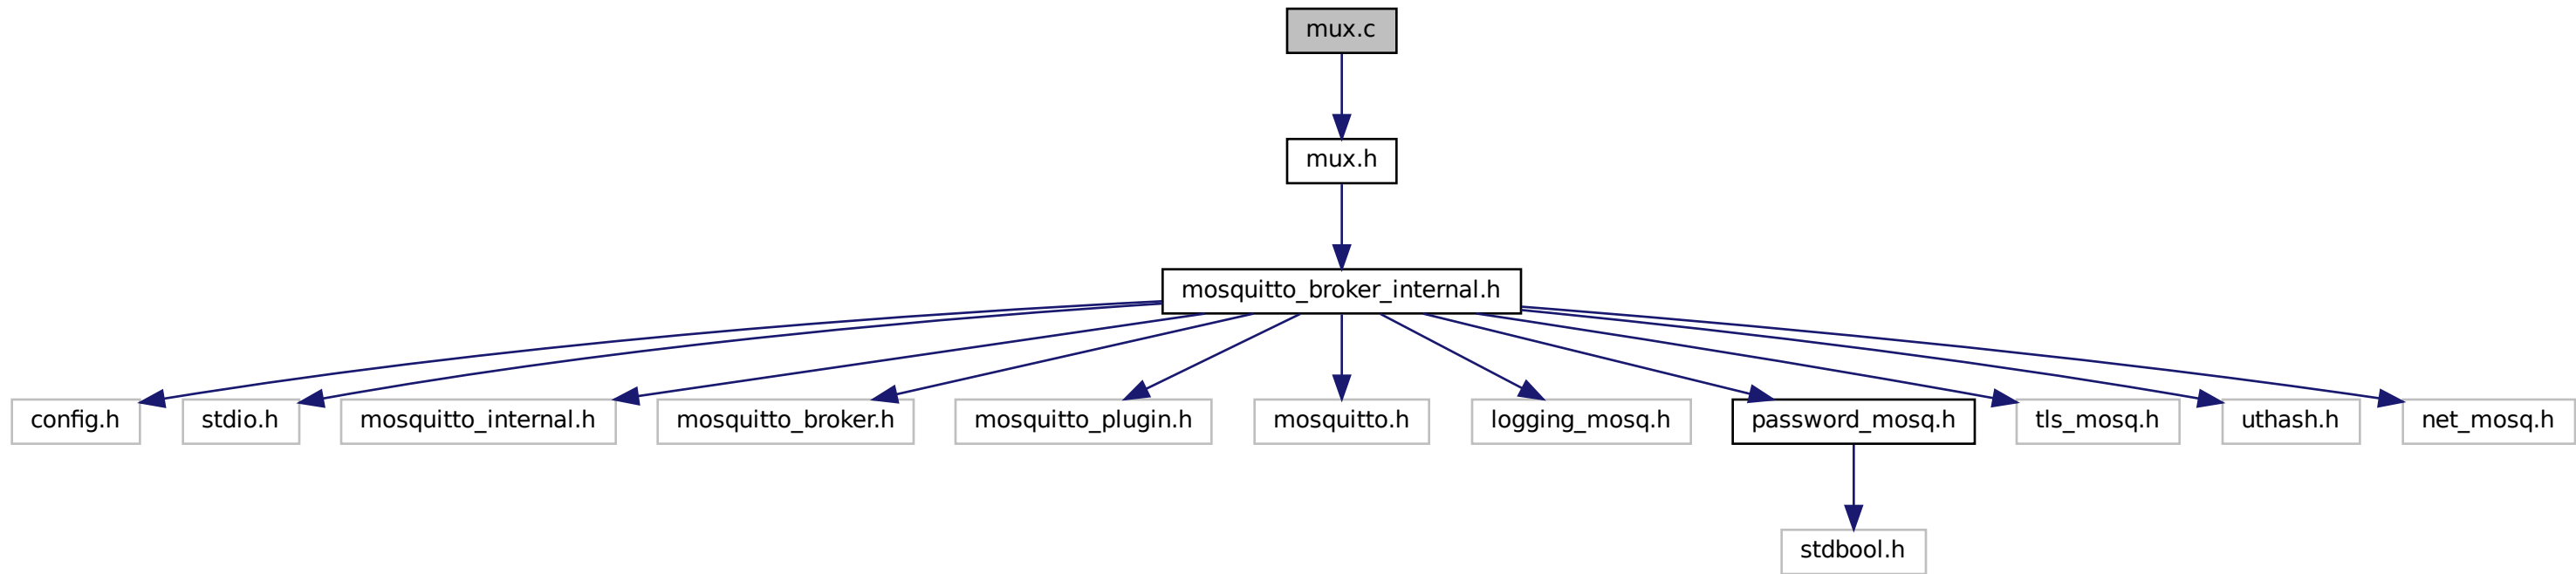 mux.c
mux.h
mosquitto_broker_internal.h
config.h
stdio.h
mosquitto_internal.h
mosquitto_broker.h
mosquitto_plugin.h
mosquitto.h
logging_mosq.h
password_mosq.h
tls_mosq.h
uthash.h
net_mosq.h
stdbool.h